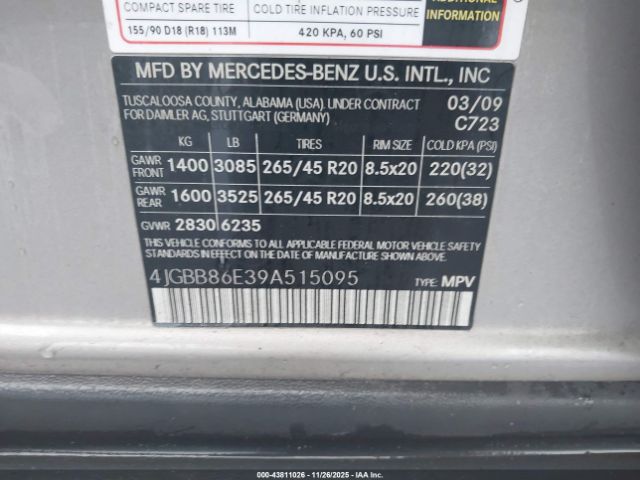 COMPACT SPARE TIRE COLD TIRE INFLATION PRESSURE
155/90 D18 (R18) 113M 420 KPA, 60 PSI
INFORMATION
MFD BY MERCEDES-BENZ U.S. INTL., INC
TUSCALOOSA COUNTY, ALABAMA (USA). UNDER CONTRACT 03/09
FOR DAIMLER AG, STUTTGART (GERMANY) C723
KG LB TIRES RIM SIZE COLD KPA (PSI)
GAWR FRONT 1400 3085 265/45 R20 8.5x20 220(32)
GAWR REAR 1600 3525 265/45 R20 8.5x20 260(38)
GVWR 2830 6235
THIS VEHICLE CONFORMS TO ALL APPLICABLE FEDERAL MOTOR VEHICLE SAFETY
STANDARDS IN EFFECT ON THE DATE OF MANUFACTURE SHOWN ABOVE.
4JGBB86E39A515095 TYPE: MPV
000-43811026 - 11/26/2025 - IAAI.COM